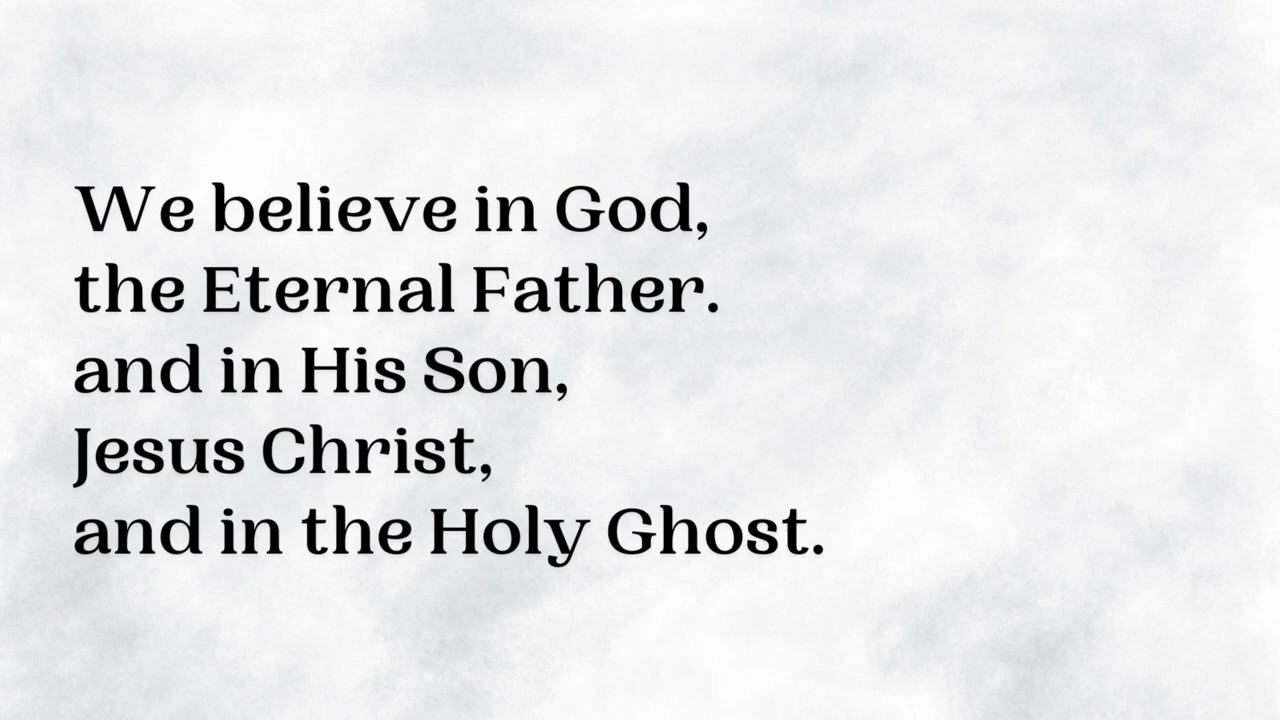 We believe in God,
the Eternal Father.
and in His Son,
Jesus Christ,
and in the Holy Ghost.